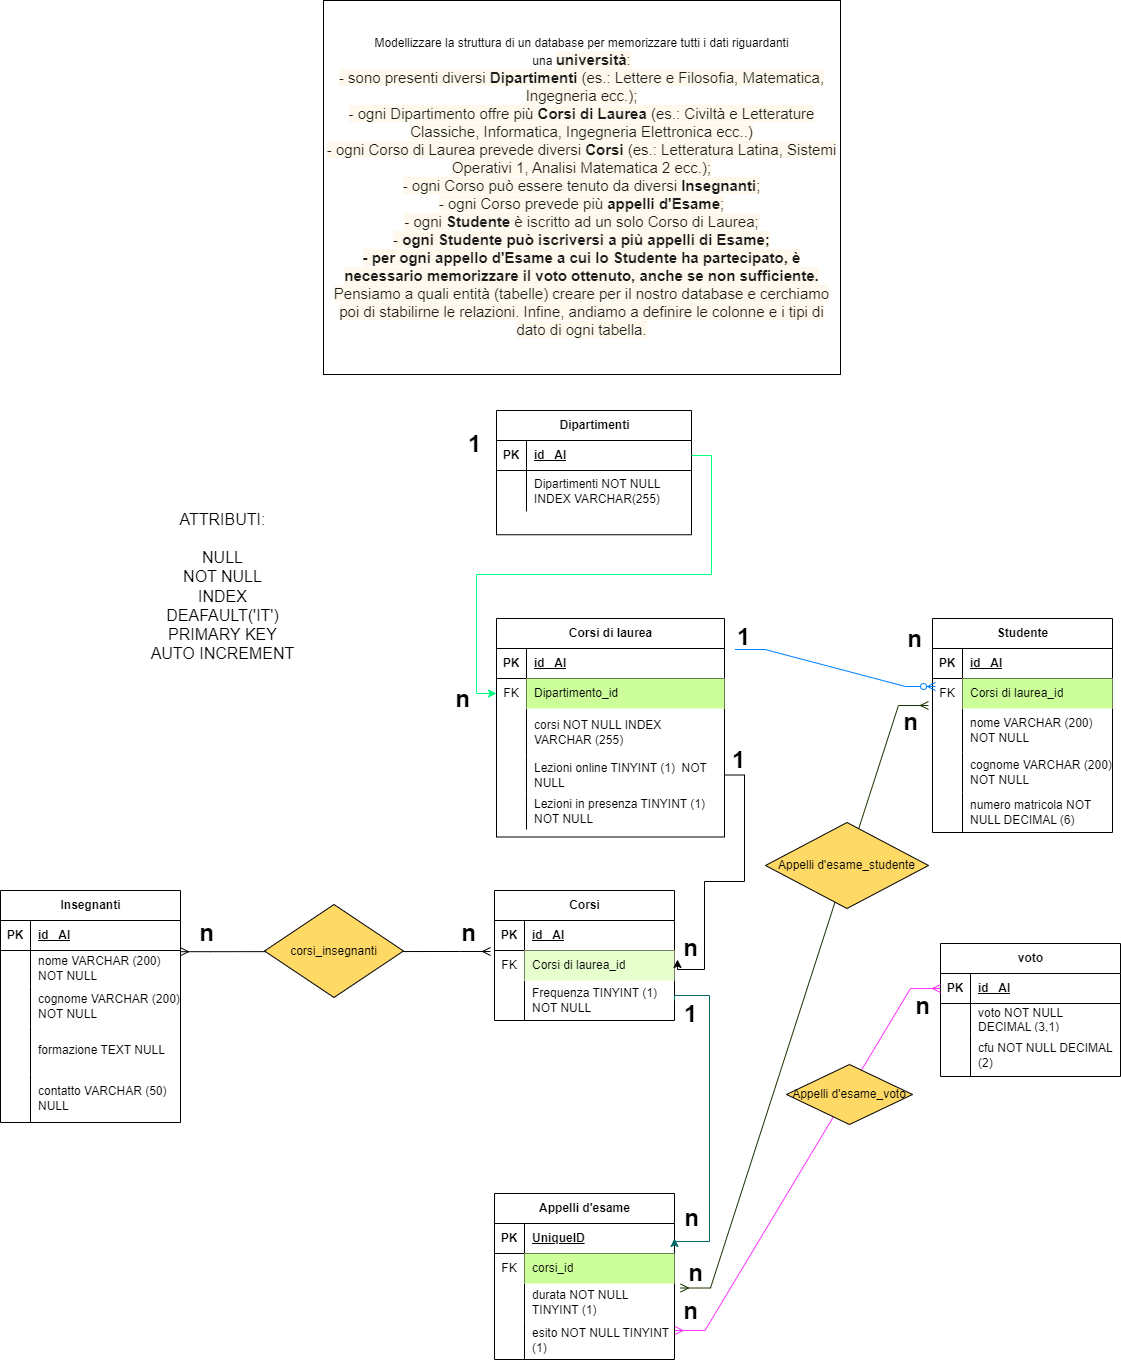 Modellizzare la struttura di un database per memorizzare tutti i dati riguardanti
una università:
- sono presenti diversi Dipartimenti (es.: Lettere e Filosofia, Matematica,
Ingegneria ecc.);
- ogni Dipartimento offre più Corsi di Laurea (es.: Civiltà e Letterature
Classiche, Informatica, Ingegneria Elettronica ecc..)
- ogni Corso di Laurea prevede diversi Corsi (es.: Letteratura Latina, Sistemi
Operativi 1, Analisi Matematica 2 ecc.);
- ogni Corso può essere tenuto da diversi Insegnanti;
- ogni Corso prevede più appelli d'Esame;
- ogni Studente è iscritto ad un solo Corso di Laurea;
- ogni Studente può iscriversi a più appelli di Esame;
- per ogni appello d'Esame a cui lo Studente ha partecipato, è
necessario memorizzare il voto ottenuto, anche se non sufficiente.
Pensiamo a quali entità (tabelle) creare per il nostro database e cerchiamo
poi di stabilirne le relazioni. Infine, andiamo a definire le colonne e i tipi di
dato di ogni tabella.
Dipartimenti
1
PK id_ AI
Dipartimenti NOT NULL
INDEX VARCHAR(255)
ATTRIBUTI:
NULL
NOT NULL
INDEX
DEAFAULT('IT')
PRIMARY KEY
AUTO INCREMENT
Corsi di laurea
PK id_AI
n
FK Dipartimento_id
corsi NOT NULL INDEX
VARCHAR (255)
Lezioni online TINYINT (1) NOT
NULL
Lezioni in presenza TINYINT (1)
NOT NULL
1
1
n
Studente
PK id_AI
FK Corsi di laurea_id
n
nome VARCHAR (200)
NOT NULL
cognome VARCHAR (200)
NOT NULL
numero matricola NOT
NULL DECIMAL (6)
Appelli d'esame_studente
Insegnanti
PK id_AI
nome VARCHAR (200)
NOT NULL
cognome VARCHAR (200)
NOT NULL
formazione TEXT NULL
contatto VARCHAR (50)
NULL
n
corsi_insegnanti
n
Corsi
PK id_AI
FK Corsi di laurea_id
Frequenza TINYINT (1)
NOT NULL
n
1
voto
PK id_AI
n
voto NOT NULL
DECIMAL (3,1)
cfu NOT NULL DECIMAL
(2)
Appelli d'esame_voto
Appelli d'esame
n
PK UniqueID
FK corsi_id
n
durata NOT NULL
TINYINT (1)
n
esito NOT NULL TINYINT
(1)